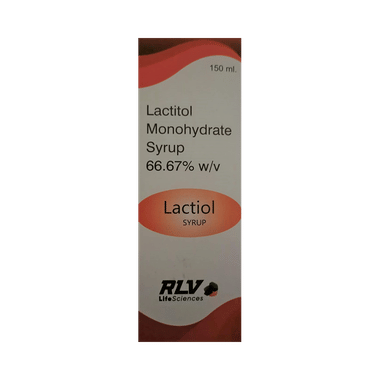 150 ml.
Lactitol
Monohydrate
Syrup
66.67% w/v
Lactiol
SYRUP
RLV
LifeSciences